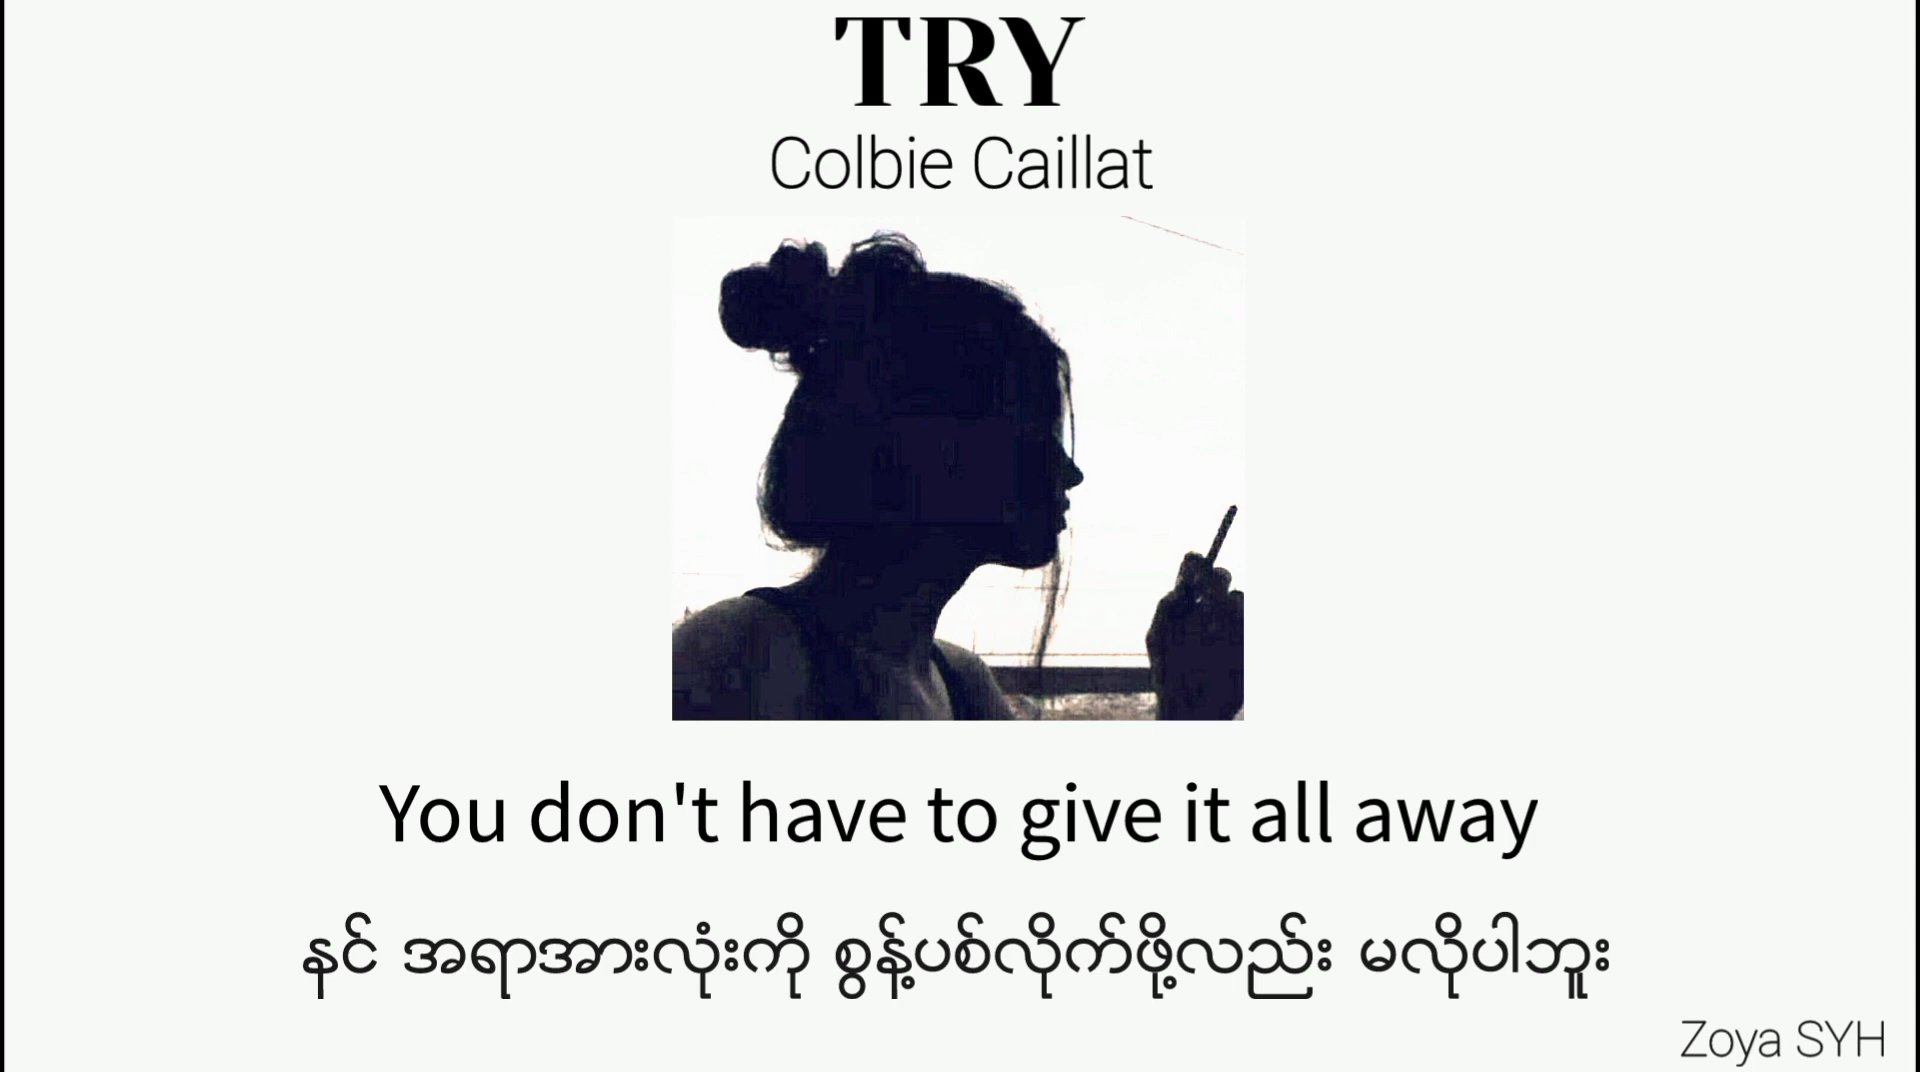 TRY
Colbie Caillat
You don't have to give it all away
နင် အရာအားလုံးကို စွန့်ပစ်လိုက်ဖို့လည်း မလိုပါဘူး
Zoya SYH